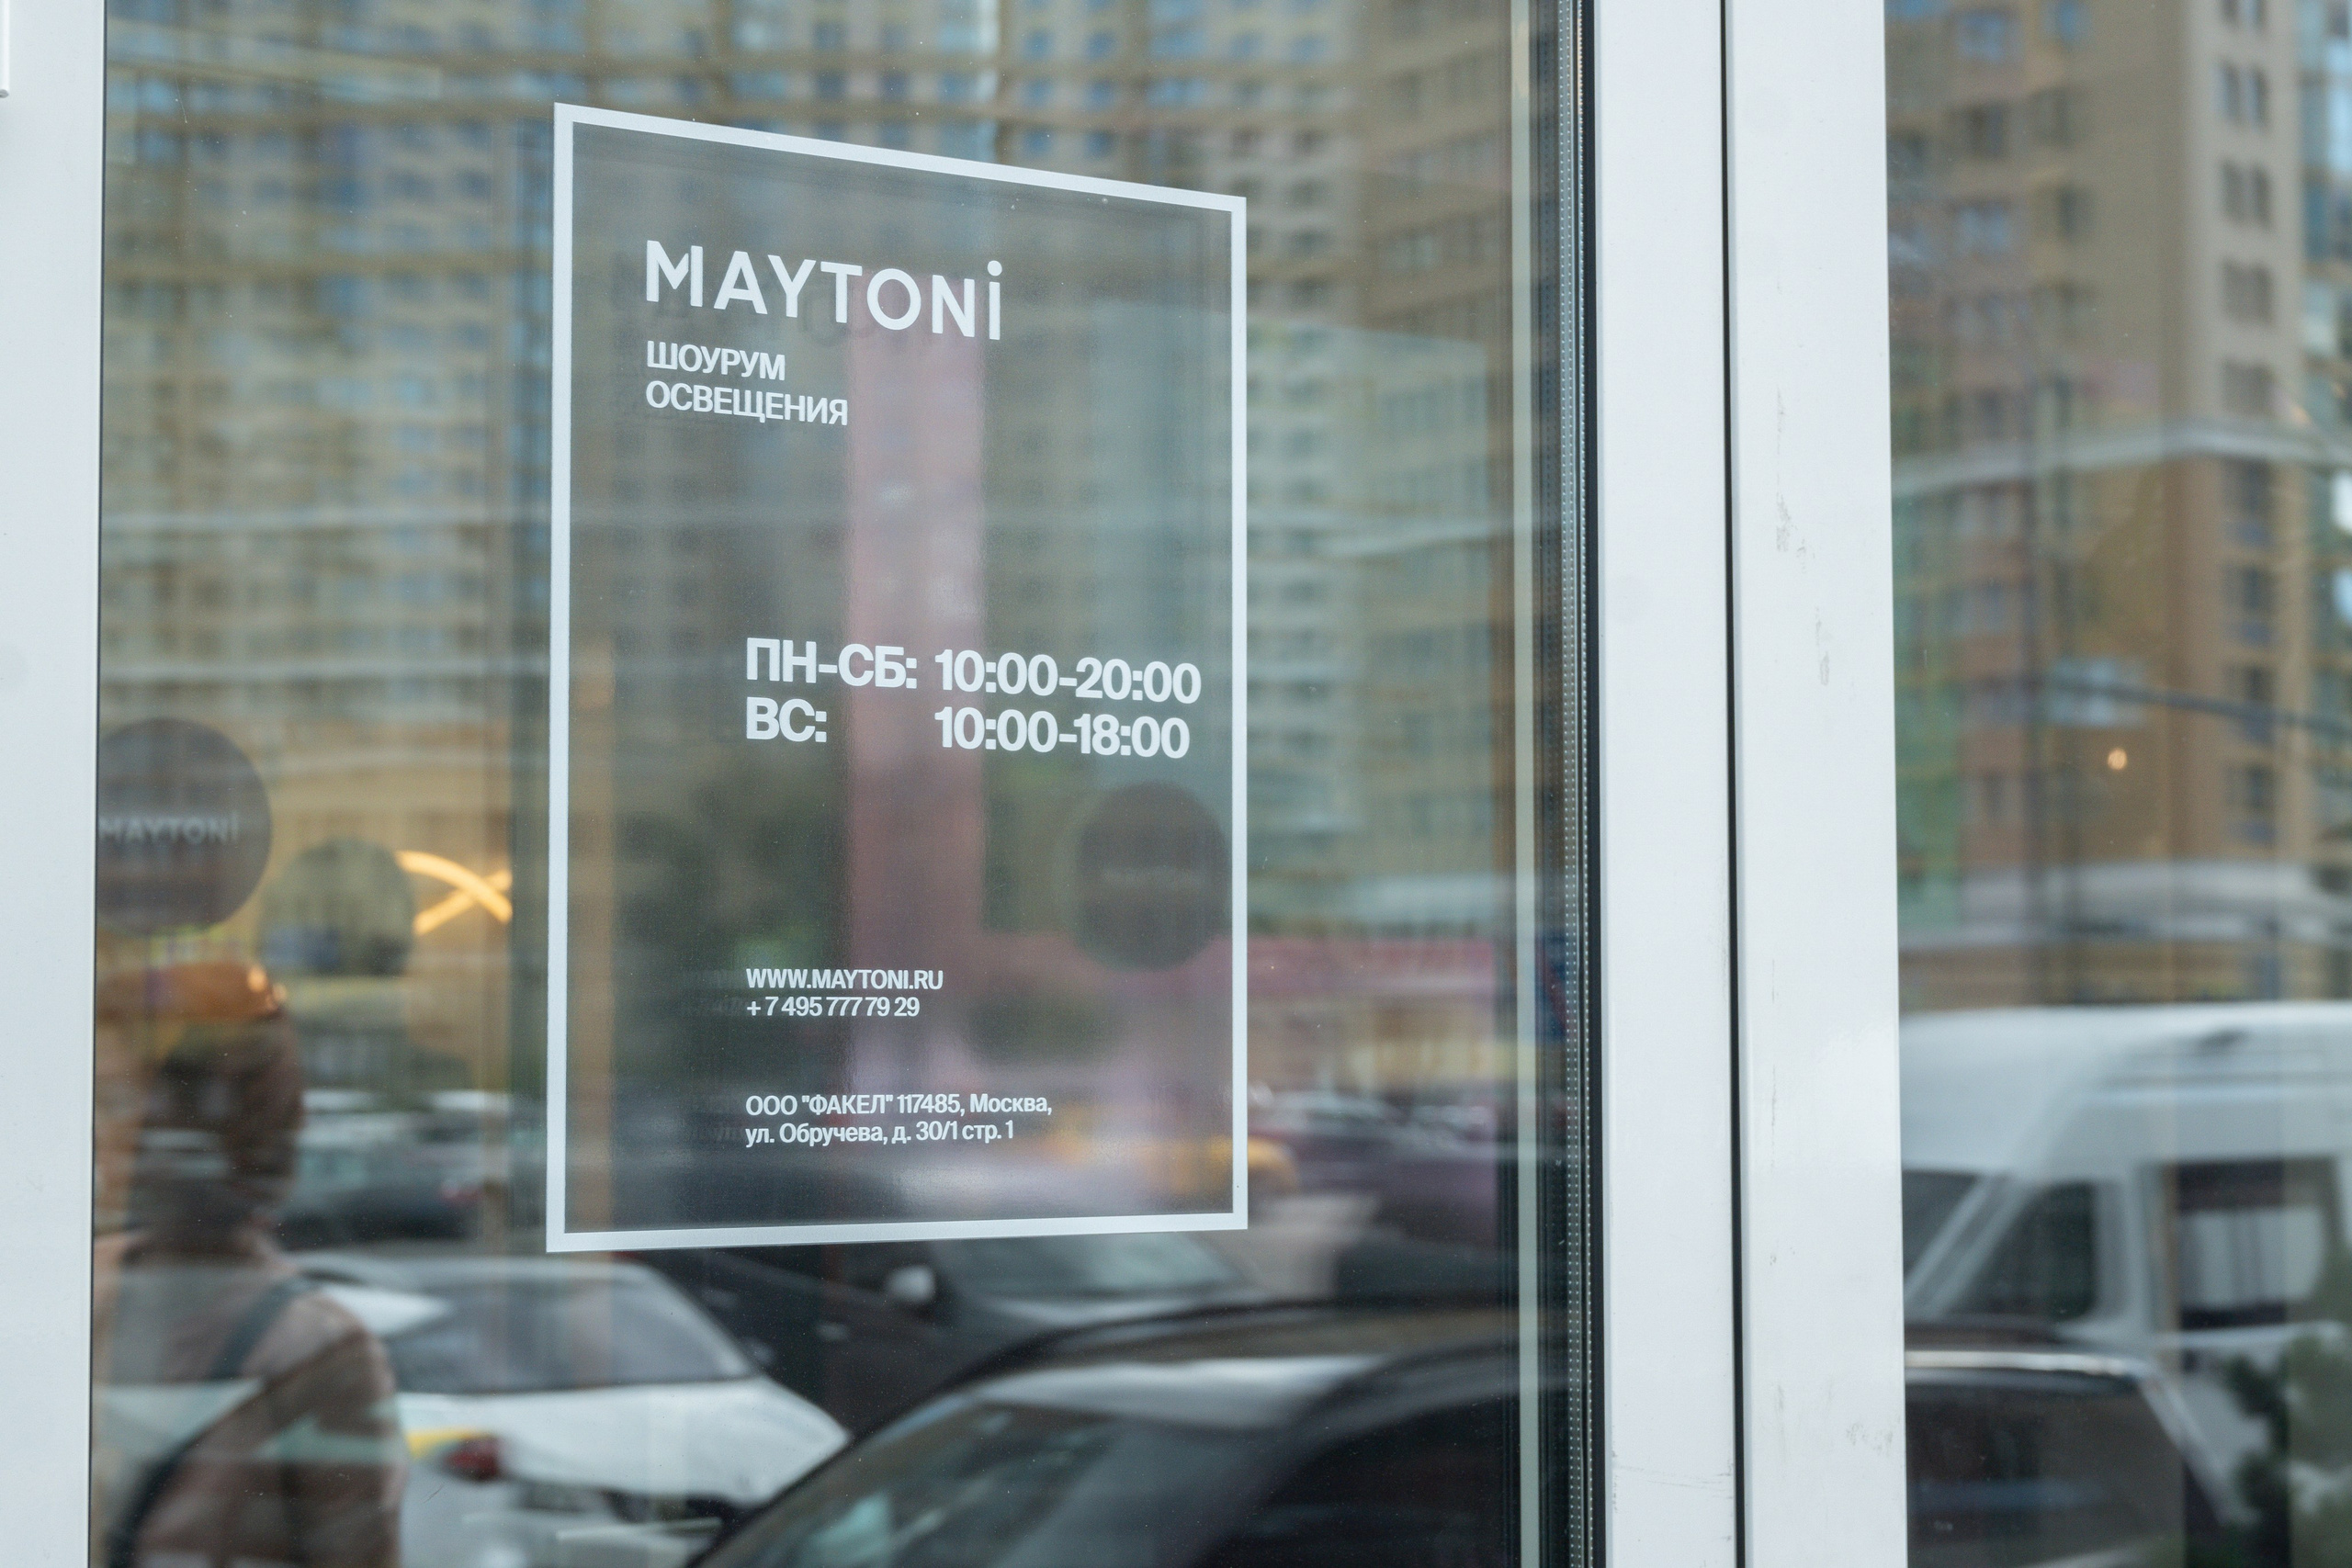 MAYTONi
ШОУРУМ
ОСВЕЩЕНИЯ
ПН-СБ: 10:00-20:00
ВС: 10:00-18:00
WWW.MAYTONI.RU
+ 7 495 777 79 29
ООО "ФАКЕЛ" 117485, Москва,
ул. Обручева, д. 30/1 стр. 1
MAYTONi